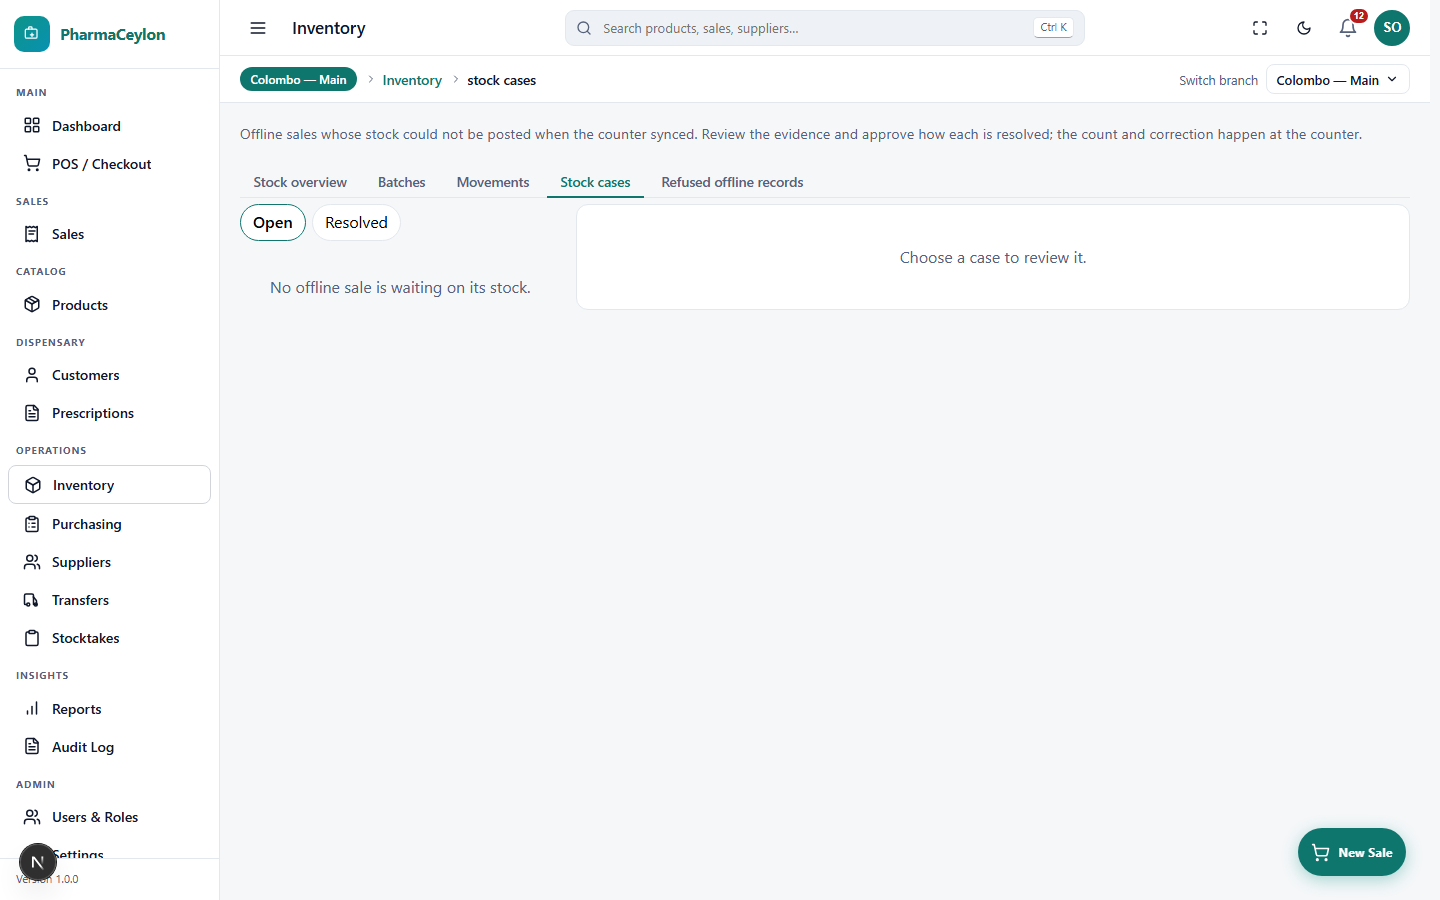 PharmaCeylon
Inventory
Search products, sales, suppliers...
Ctrl K
12
SO
Colombo — Main
Inventory
stock cases
Switch branch
Colombo — Main
MAIN
Dashboard
POS / Checkout
SALES
Sales
CATALOG
Products
DISPENSARY
Customers
Prescriptions
OPERATIONS
Inventory
Purchasing
Suppliers
Transfers
Stocktakes
INSIGHTS
Reports
Audit Log
ADMIN
Users & Roles
Settings
N
Version 1.0.0
Offline sales whose stock could not be posted when the counter synced. Review the evidence and approve how each is resolved; the count and correction happen at the counter.
Stock overview
Batches
Movements
Stock cases
Refused offline records
Open
Resolved
No offline sale is waiting on its stock.
Choose a case to review it.
New Sale